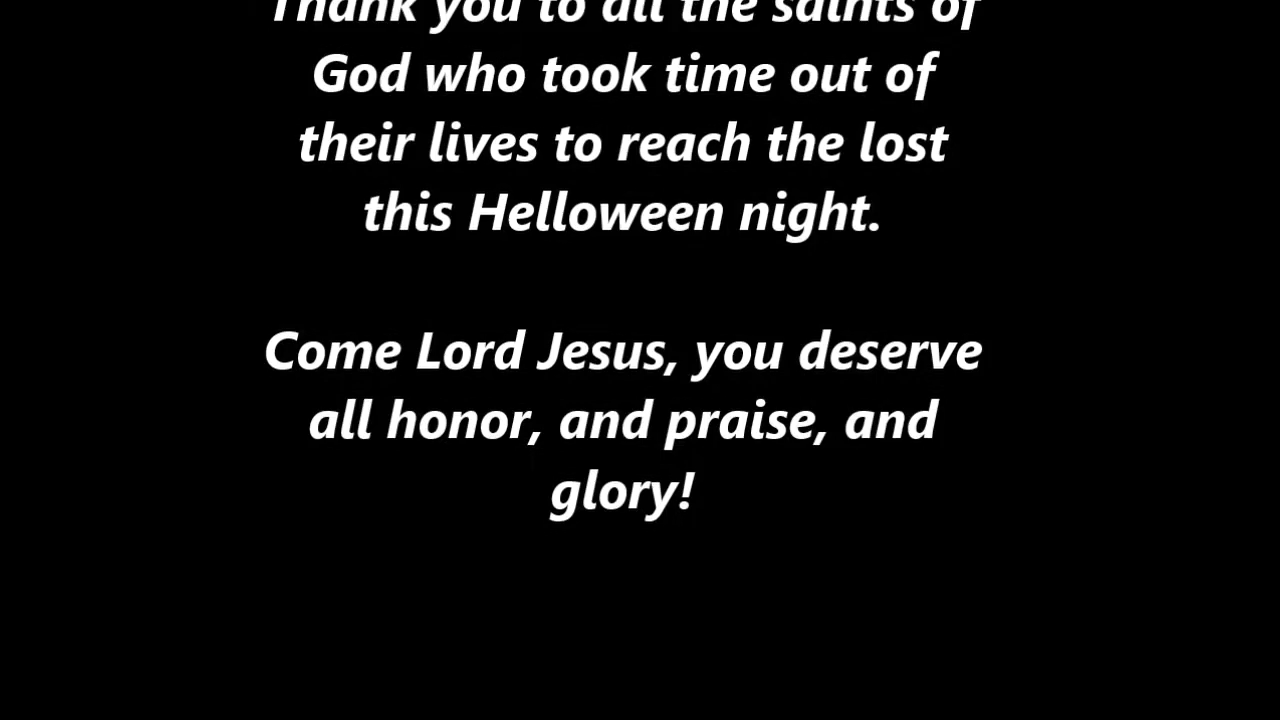 Thank you to all the saints of
God who took time out of
their lives to reach the lost
this Helloween night.
Come Lord Jesus, you deserve
all honor, and praise, and
glory!